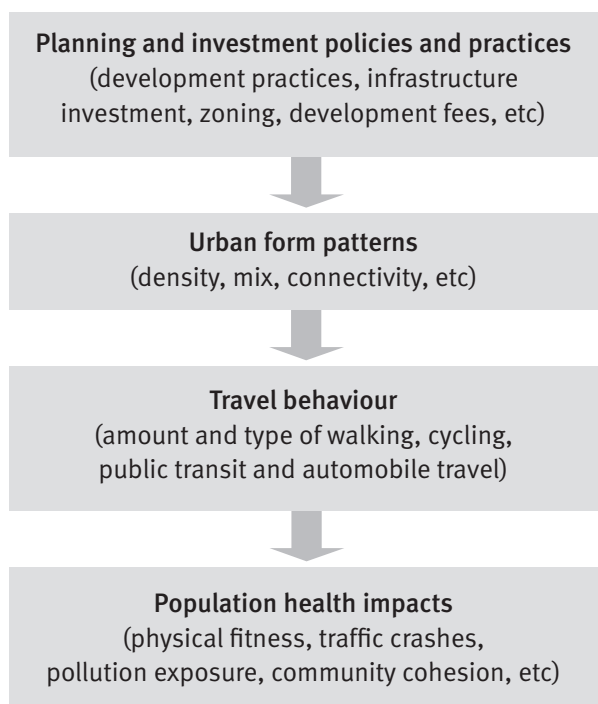 Planning and investment policies and practices
(development practices, infrastructure
investment, zoning, development fees, etc)
Urban form patterns
(density, mix, connectivity, etc)
Travel behaviour
(amount and type of walking, cycling,
public transit and automobile travel)
Population health impacts
(physical fitness, traffic crashes,
pollution exposure, community cohesion, etc)